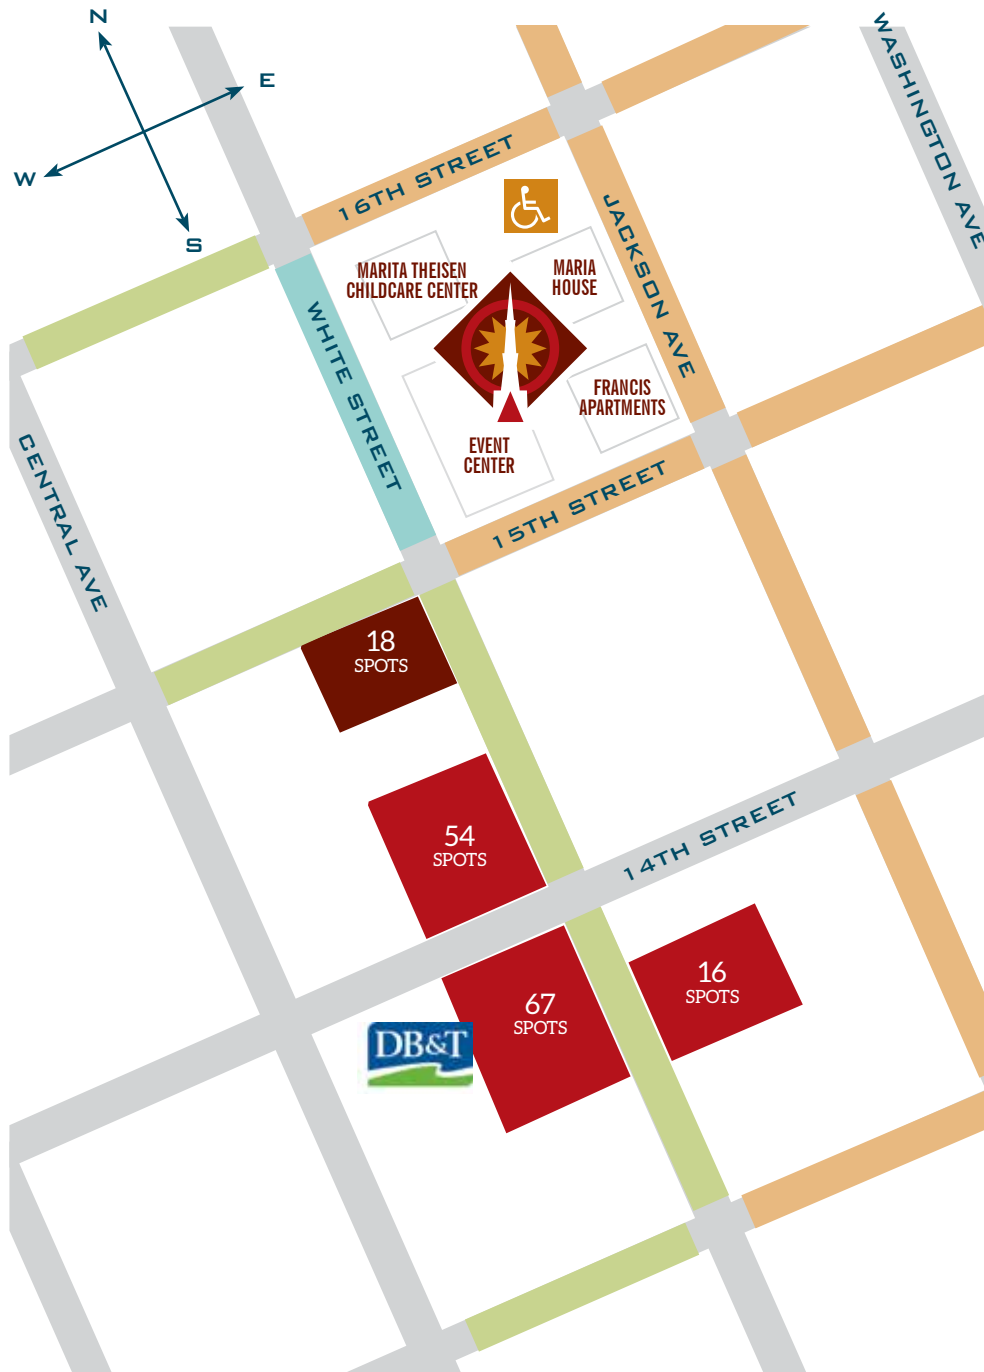 N
E
W
S
WASHINGTON AVE
16TH STREET
JACKSON AVE
MARITA THEISEN
CHILDCARE CENTER
MARIA
HOUSE
WHITE STREET
FRANCIS
APARTMENTS
EVENT
CENTER
CENTRAL AVE
15TH STREET
18
SPOTS
54
SPOTS
14TH STREET
67
SPOTS
16
SPOTS
DB&T